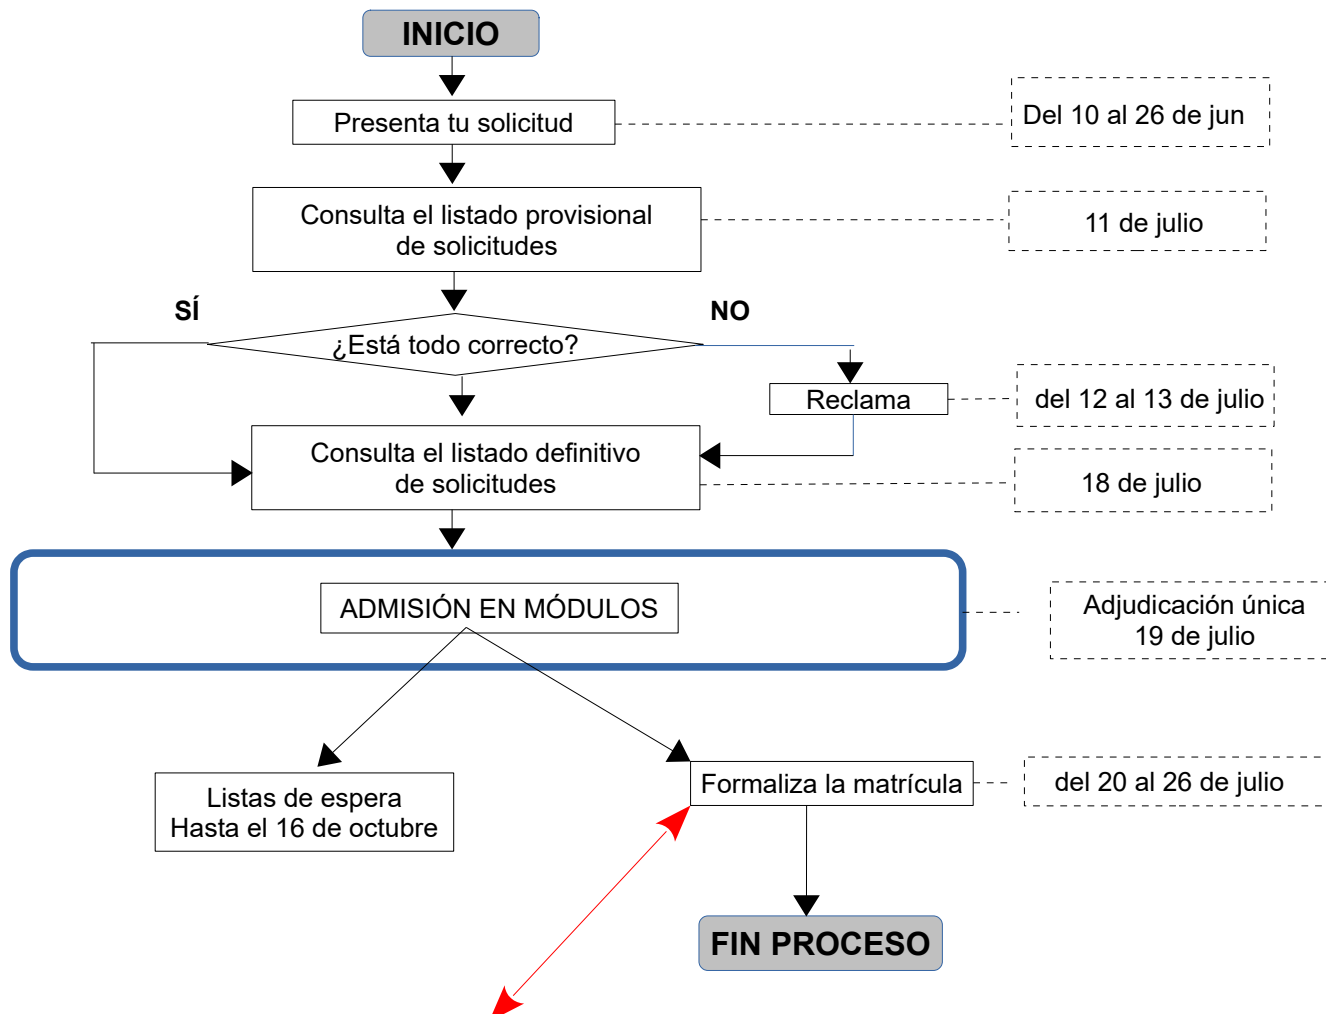 INICIO
Presenta tu solicitud
Del 10 al 26 de jun
Consulta el listado provisional
de solicitudes
11 de julio
SÍ
NO
¿Está todo correcto?
Reclama
del 12 al 13 de julio
Consulta el listado definitivo
de solicitudes
18 de julio
ADMISIÓN EN MÓDULOS
Adjudicación única
19 de julio
Listas de espera
Hasta el 16 de octubre
Formaliza la matrícula
del 20 al 26 de julio
FIN PROCESO